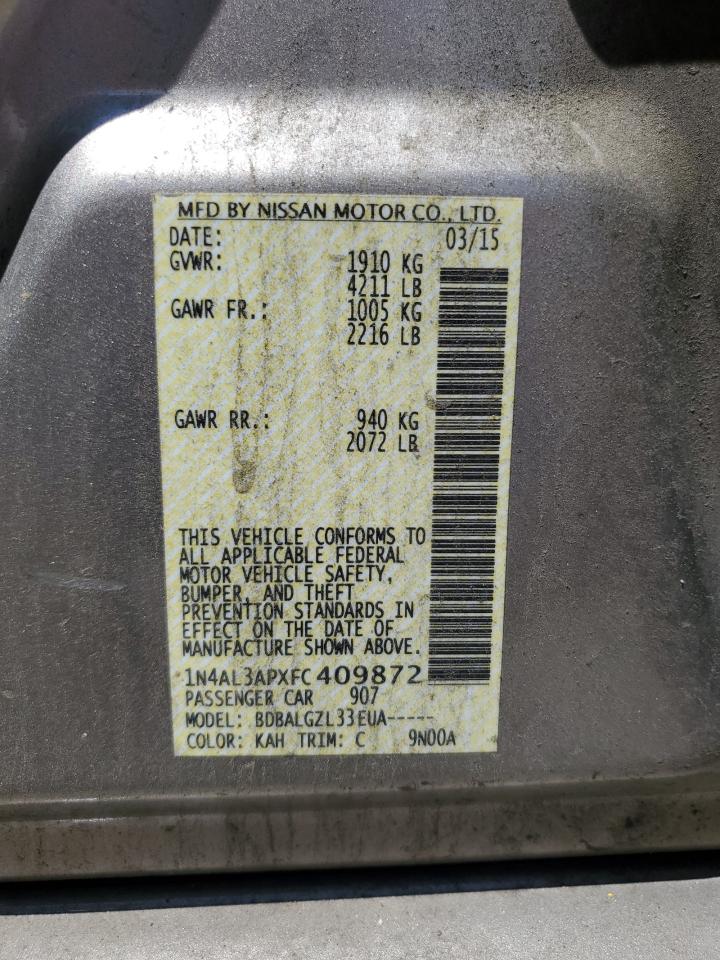 MFD BY NISSAN MOTOR CO., LTD.
DATE: 03/15
GVWR: 1910 KG
4211 LB
GAWR FR.: 1005 KG
2216 LB
GAWR RR.: 940 KG
2072 LB
THIS VEHICLE CONFORMS TO
ALL APPLICABLE FEDERAL
MOTOR VEHICLE SAFETY,
BUMPER, AND THEFT
PREVENTION STANDARDS IN
EFFECT ON THE DATE OF
MANUFACTURE SHOWN ABOVE.
1N4AL3APXFC409872
PASSENGER CAR 907
MODEL: BDBALGZL33EUA-----
COLOR: KAH TRIM: C 9N00A